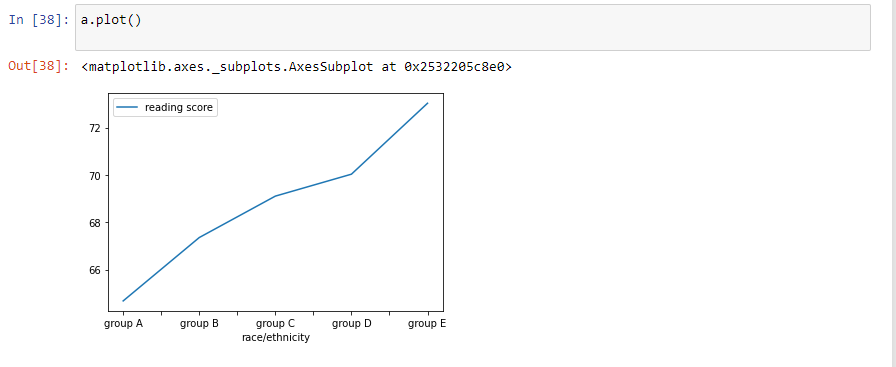 In [38]: a.plot()
Out[38]: <matplotlib.axes._subplots.AxesSubplot at 0x2532205c8e0>
reading score
72
70
68
66
group A group B group C group D group E
race/ethnicity